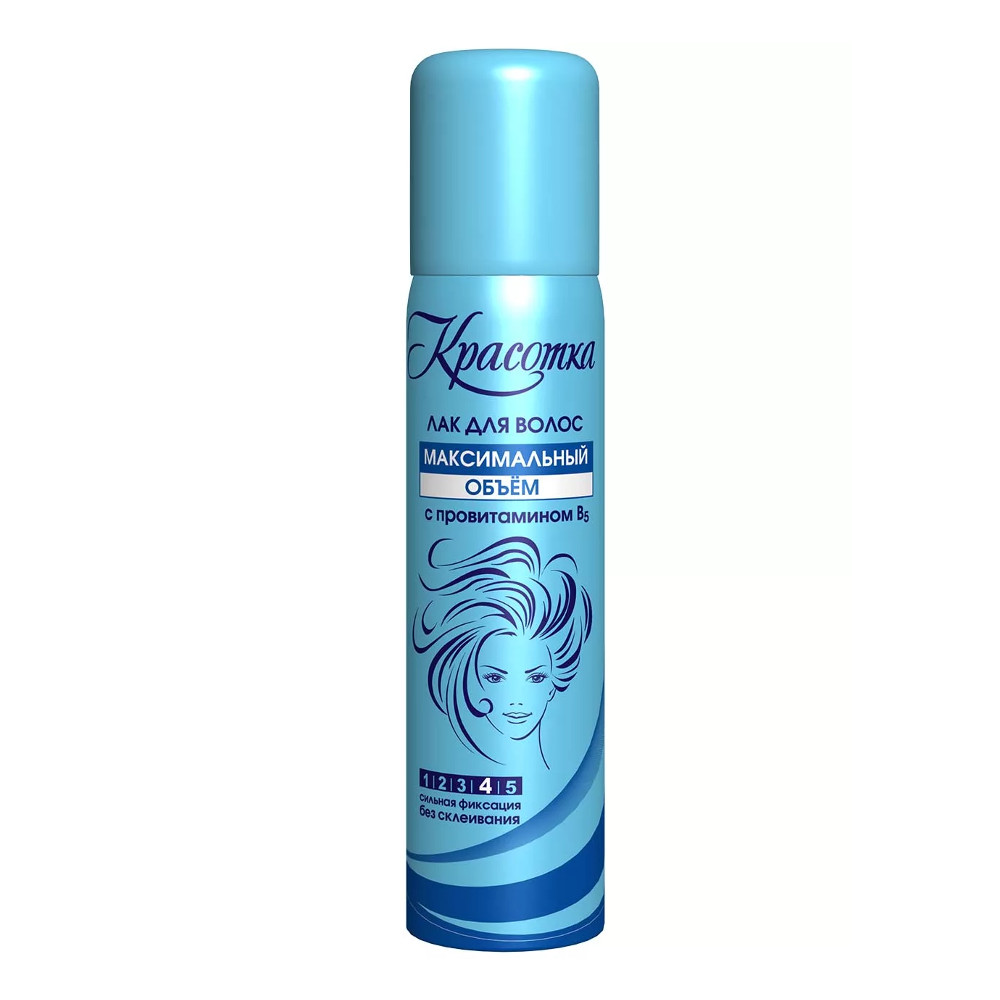 Красотка
ЛАК ДЛЯ ВОЛОС
МАКСИМАЛЬНЫЙ
ОБЪЁМ
с провитамином B5
1|2|3|4|5
сильная фиксация
без склеивания